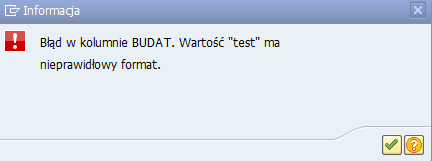 Informacja
Błąd w kolumnie BUDAT. Wartość "test" ma
nieprawidłowy format.